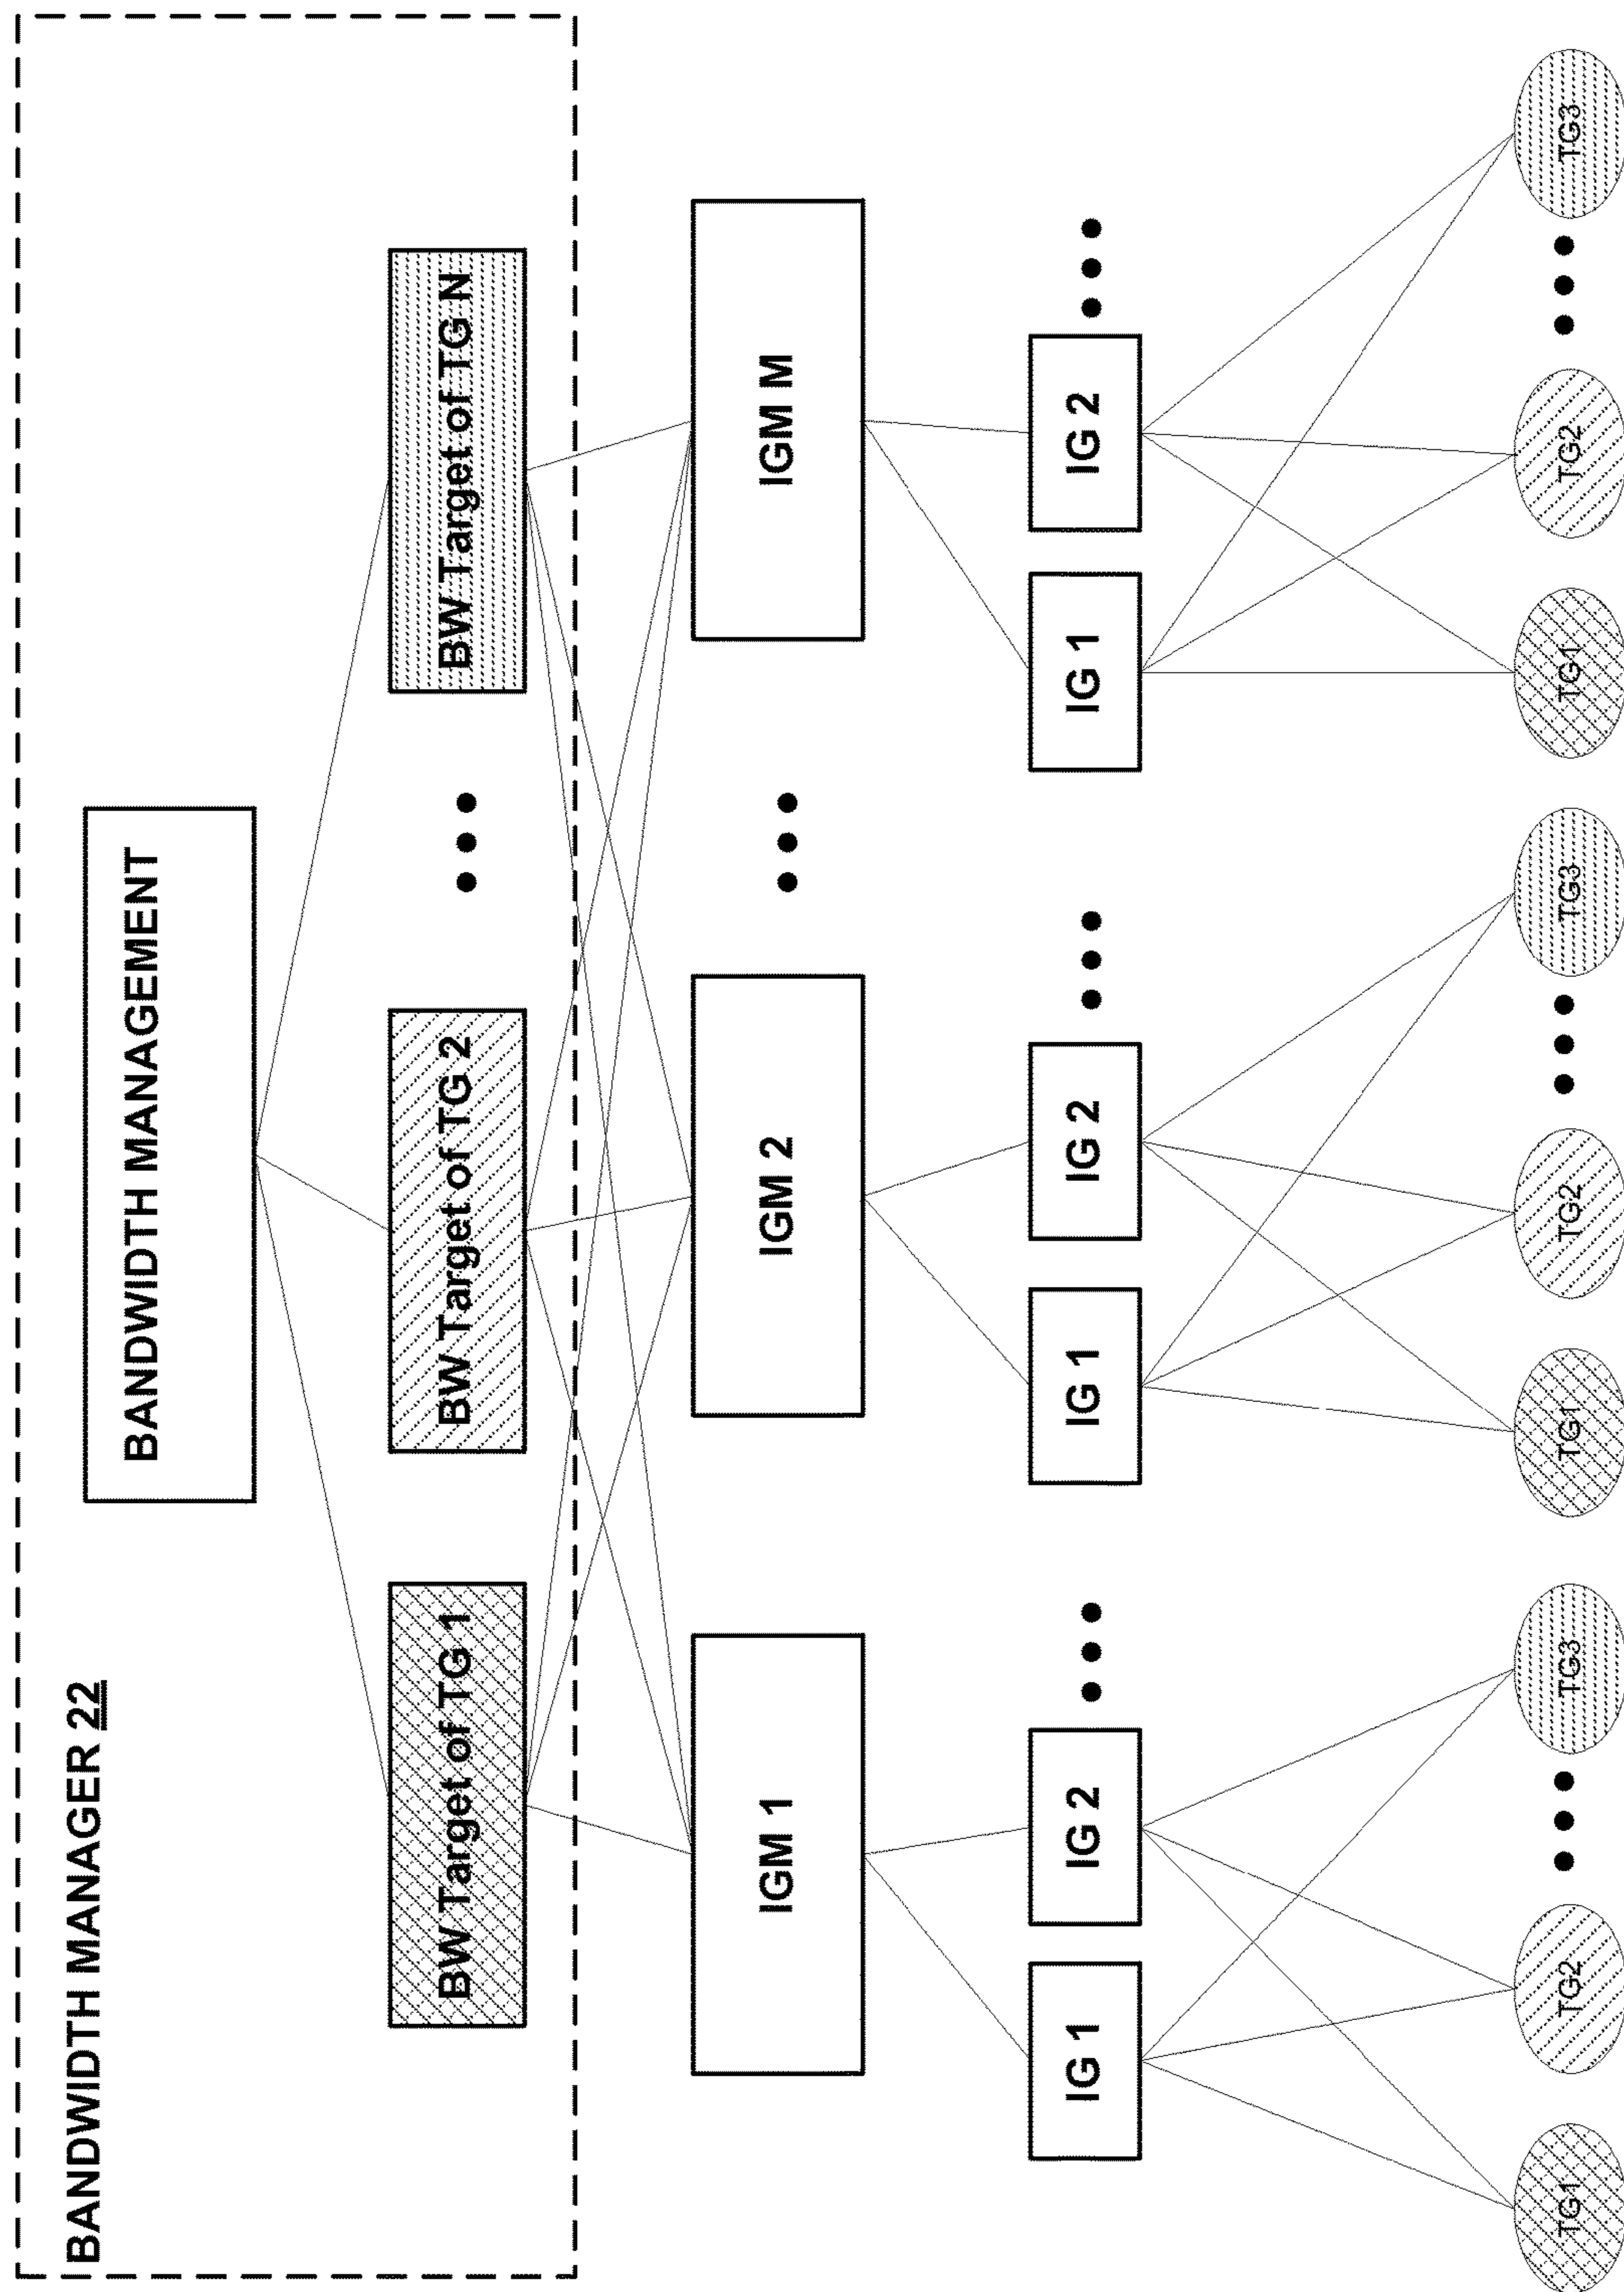 BANDWIDTH MANAGER 22
BANDWIDTH MANAGEMENT
BW Target of TG 1
BW Target of TG 2
BW Target of TG N
IGM 1
IGM 2
IGM M
IG 1
IG 2
IG 1
IG 2
IG 1
IG 2
TG1
TG2
TG3
TG1
TG2
TG3
TG1
TG2
TG3